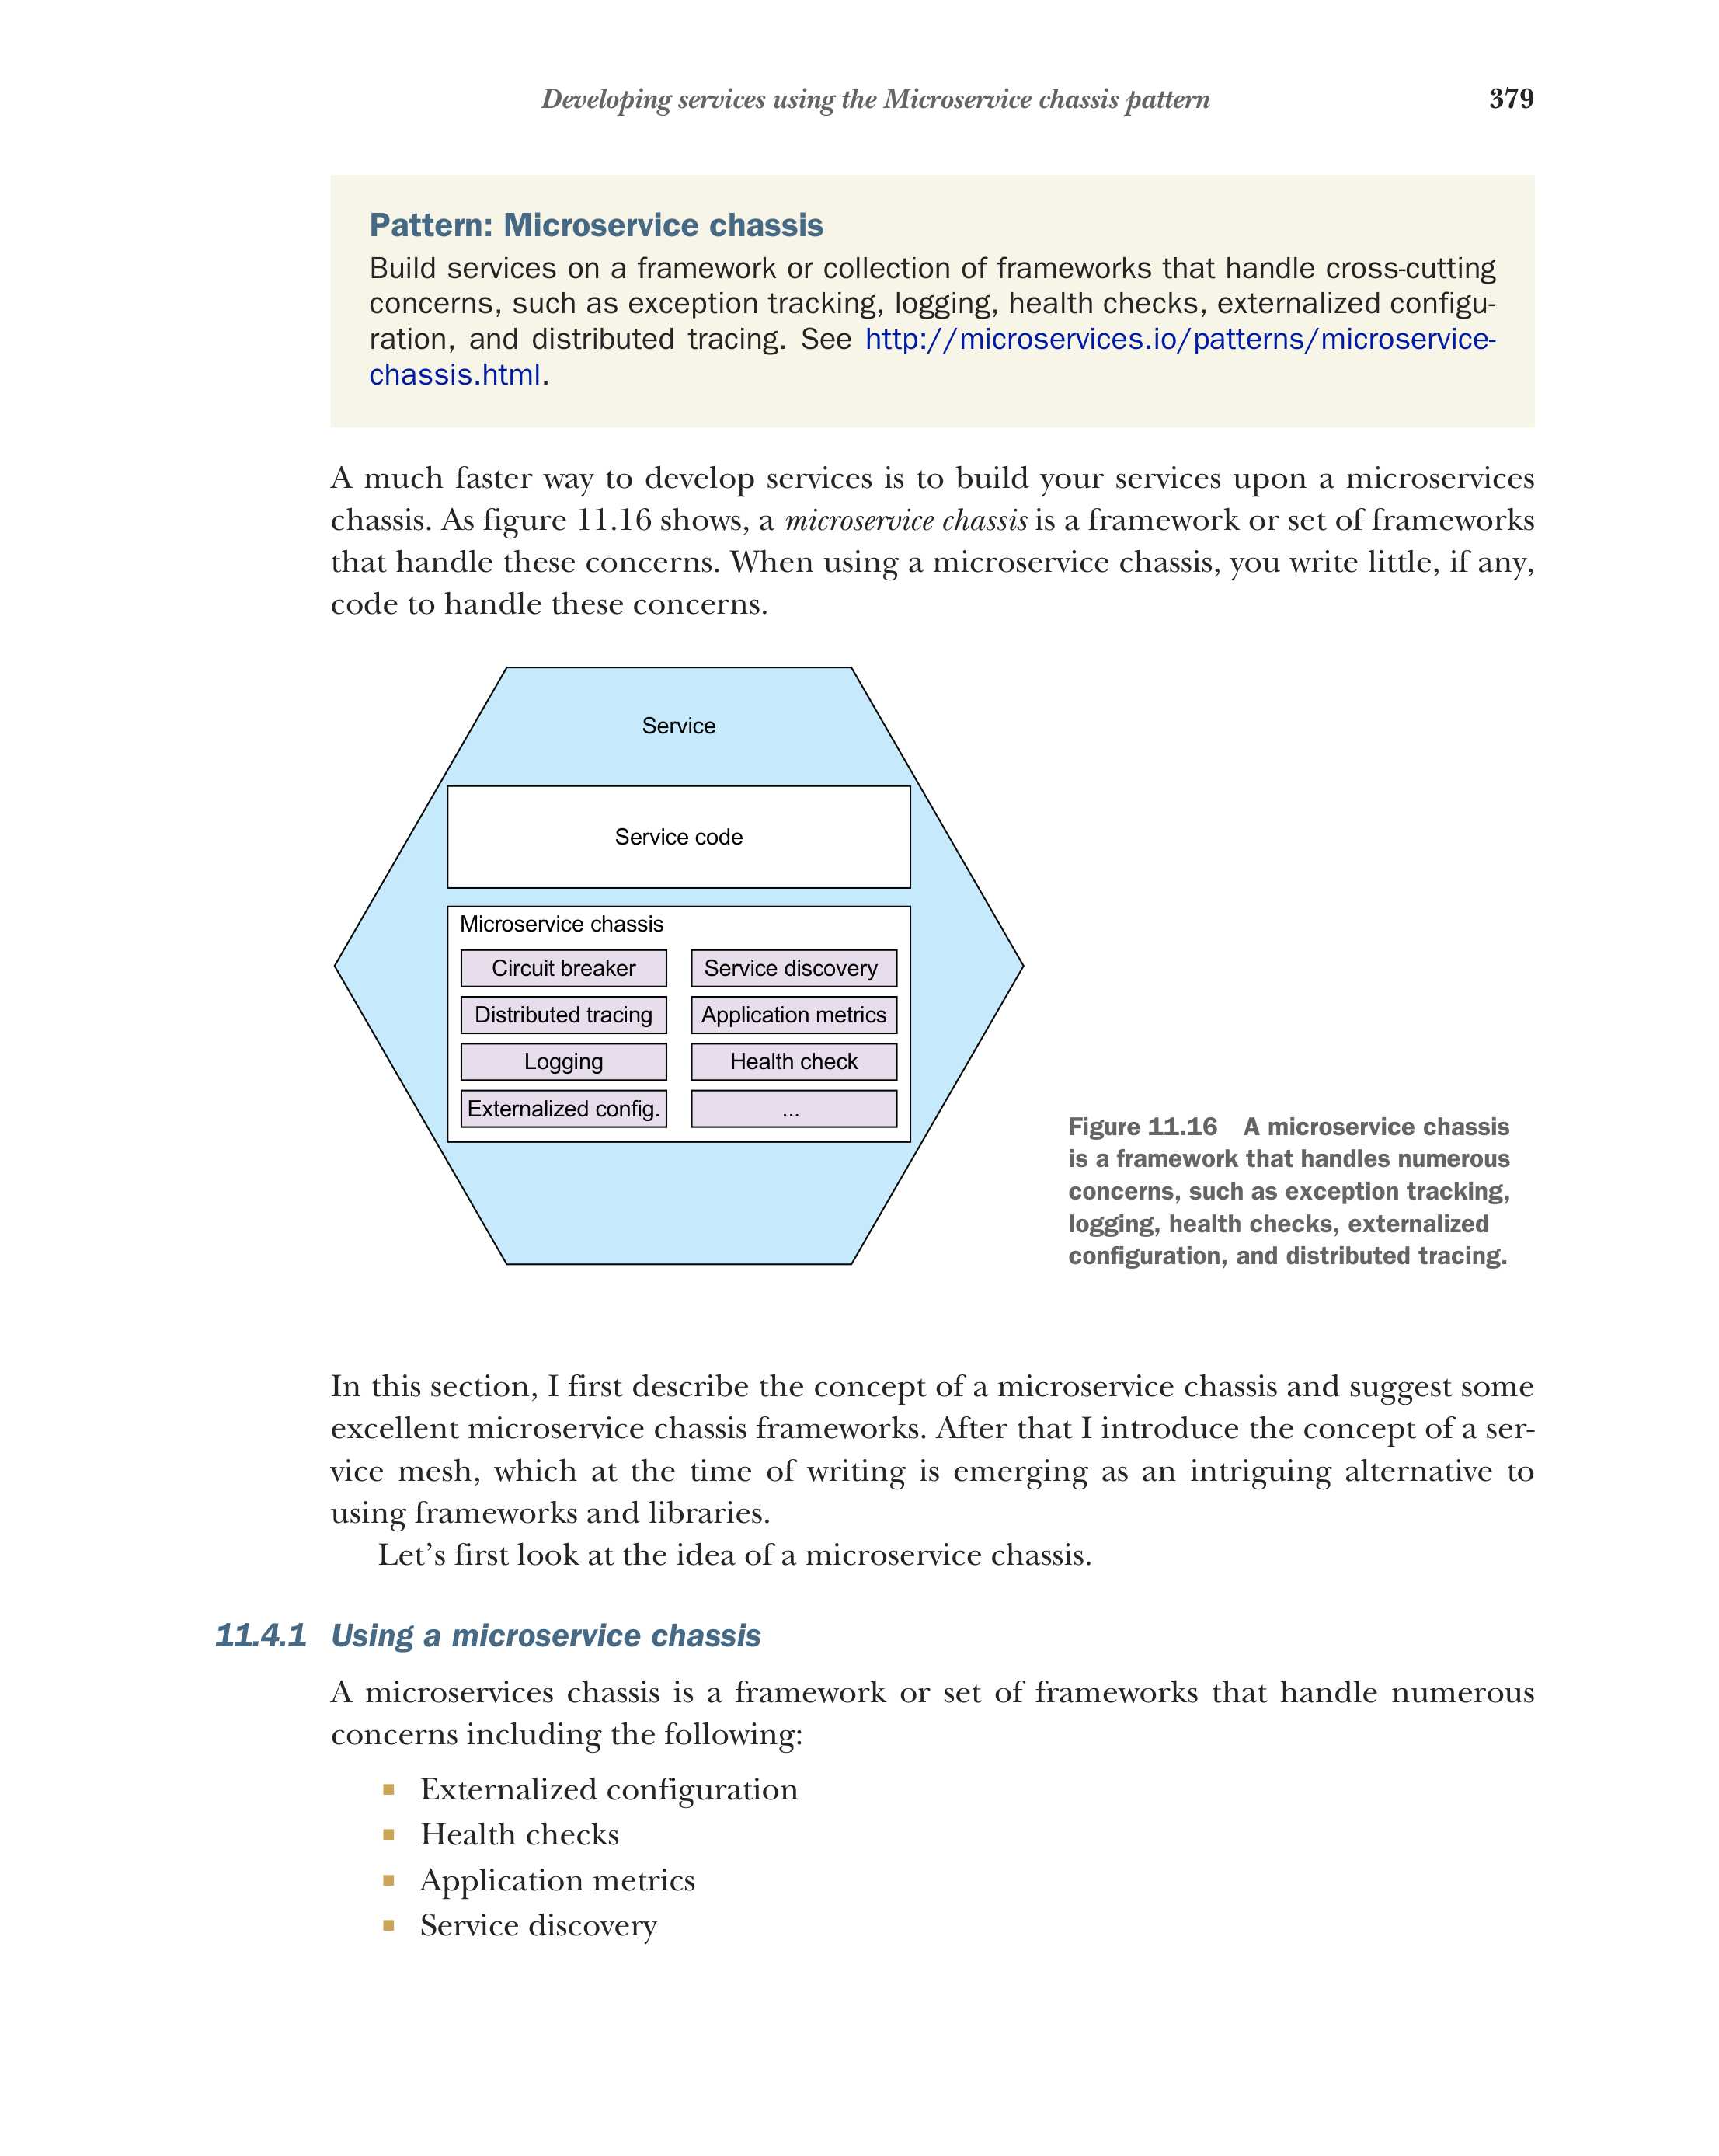 Developing services using the Microservice chassis pattern 379
Pattern: Microservice chassis
Build services on a framework or collection of frameworks that handle cross-cutting
concerns, such as exception tracking, logging, health checks, externalized configu-
ration, and distributed tracing. See http://microservices.io/patterns/microservice-
chassis.html.
A much faster way to develop services is to build your services upon a microservices
chassis. As figure 11.16 shows, a microservice chassis is a framework or set of frameworks
that handle these concerns. When using a microservice chassis, you write little, if any,
code to handle these concerns.
Service
Service code
Microservice chassis
Circuit breaker
Service discovery
Distributed tracing
Application metrics
Logging
Health check
Externalized config.
...
Figure 11.16 A microservice chassis
is a framework that handles numerous
concerns, such as exception tracking,
logging, health checks, externalized
configuration, and distributed tracing.
In this section, I first describe the concept of a microservice chassis and suggest some
excellent microservice chassis frameworks. After that I introduce the concept of a ser-
vice mesh, which at the time of writing is emerging as an intriguing alternative to
using frameworks and libraries.
Let’s first look at the idea of a microservice chassis.
11.4.1 Using a microservice chassis
A microservices chassis is a framework or set of frameworks that handle numerous
concerns including the following:
■ Externalized configuration
■ Health checks
■ Application metrics
■ Service discovery